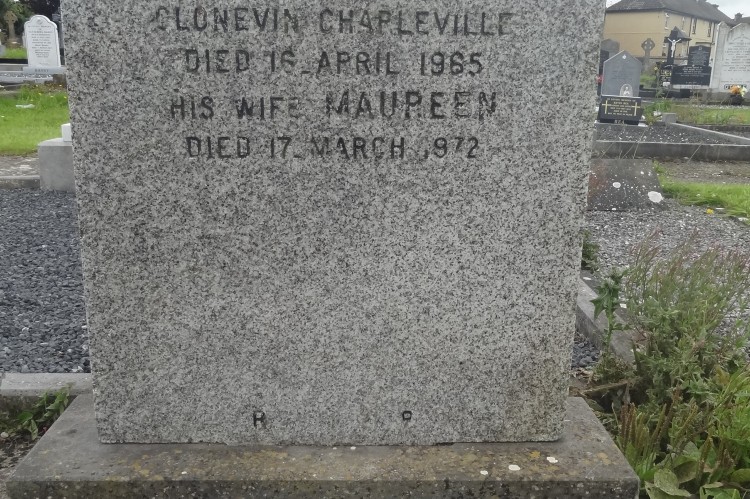 CLONEVIN CHAPLEVILLE
DIED 16 APRIL 1965
HIS WIFE MAUREEN
DIED 17 MARCH 1972
R P